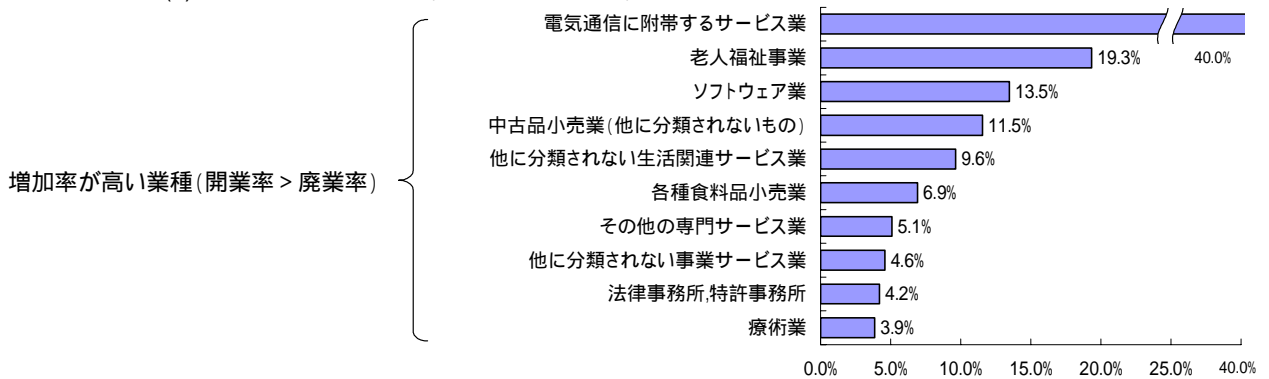 電気通信に附帯するサービス業
老人福祉事業 19.3% 40.0%
ソフトウェア業 13.5%
中古品小売業(他に分類されないもの) 11.5%
他に分類されない生活関連サービス業 9.6%
増加率が高い業種(開業率>廃業率)
各種食料品小売業 6.9%
その他の専門サービス業 5.1%
他に分類されない事業サービス業 4.6%
法律事務所,特許事務所 4.2%
療術業 3.9%
0.0% 5.0% 10.0% 15.0% 20.0% 25.0% 40.0%